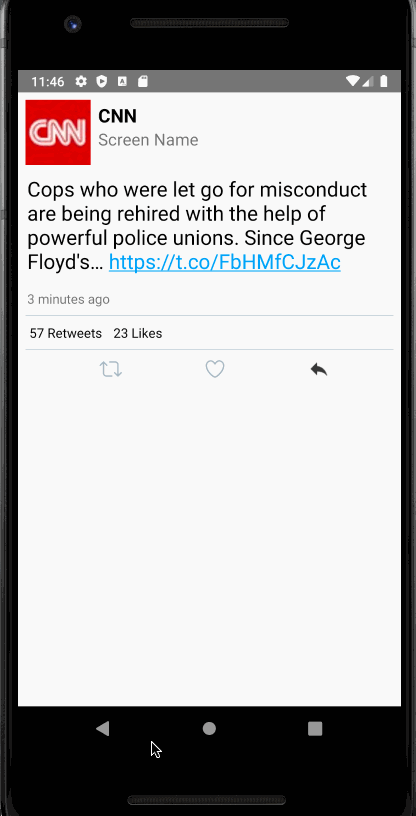 11:46
CNN
CNN
Screen Name
Cops who were let go for misconduct
are being rehired with the help of
powerful police unions. Since George
Floyd's... https://t.co/FbHMfCJzAc
3 minutes ago
57 Retweets 23 Likes